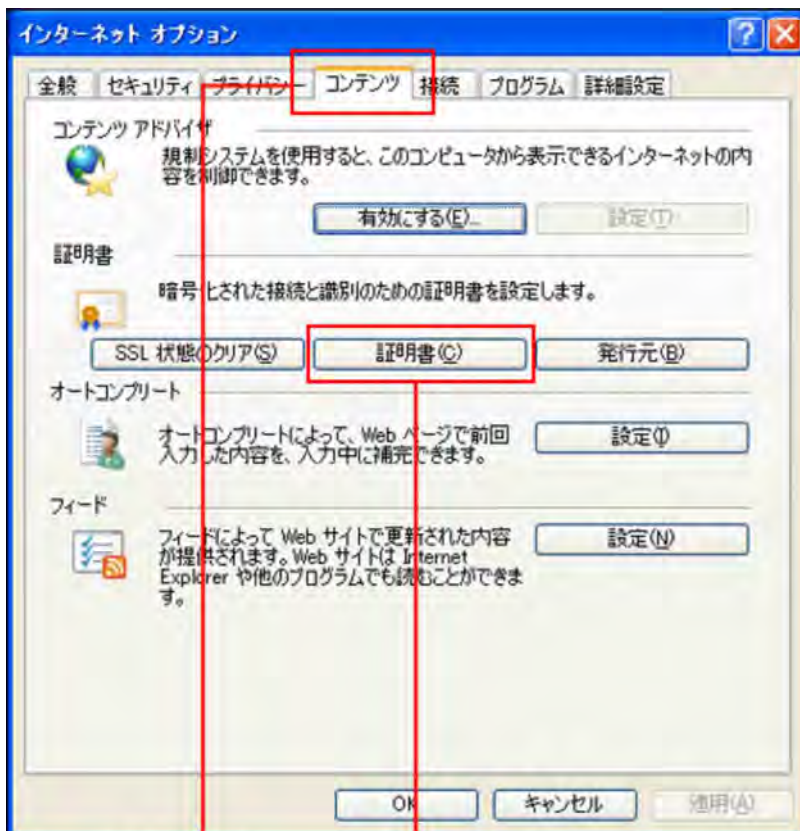 インターネット オプション
全般 セキュリティ プライバシー コンテンツ 接続 プログラム 詳細設定
コンテンツ アドバイザ
規制システムを使用すると、このコンピュータから表示できるインターネットの内
容を制御できます。
有効にする(E)... 設定(T)
証明書
暗号化された接続と識別のための証明書を設定します。
SSL 状態のクリア(S) 証明書(C) 発行元(B)
オートコンプリート
オートコンプリートによって、Web ページで前回
入力した内容を、入力中に補完できます。
設定(I)
フィード
フィードによって Web サイトで更新された内容
が提供されます。Web サイトは Internet
Explorer や他のプログラムでも読むことができま
す。
設定(N)
OK キャンセル 適用(A)